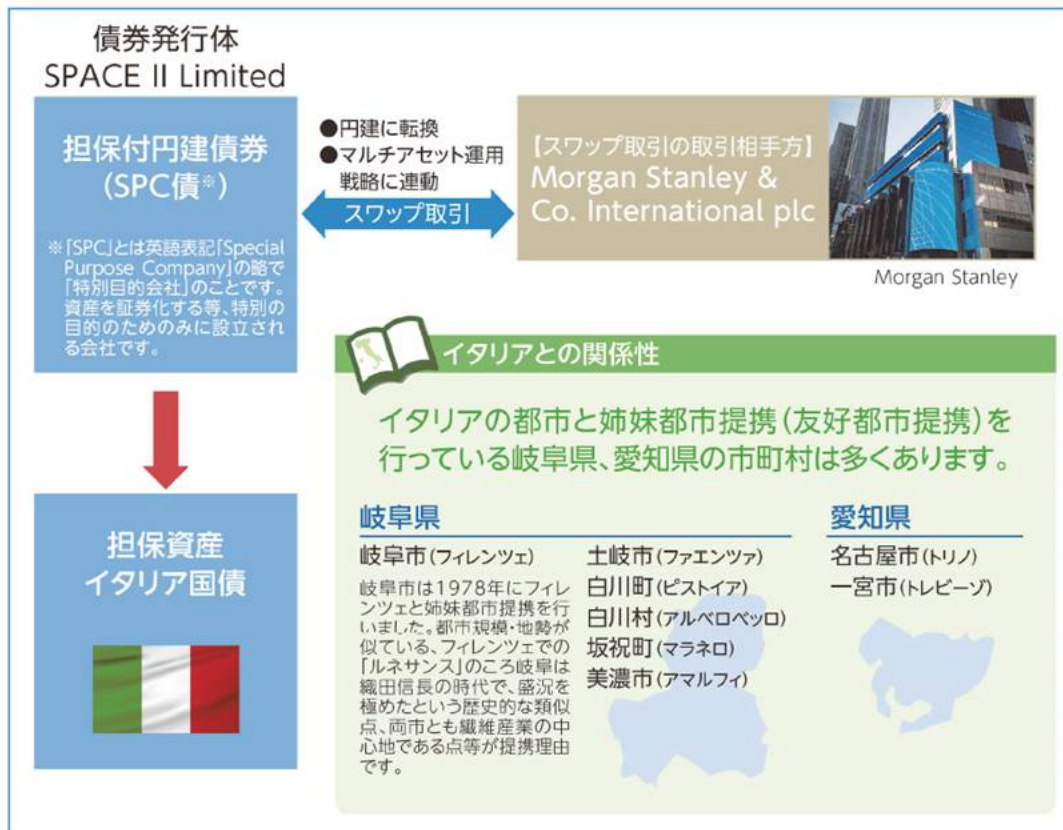 債券発行体
SPACE II Limited
担保付円建債券
(SPC債※)
※「SPC」とは英語表記「Special
Purpose Company」の略で
「特別目的会社」のことです。
資産を証券化する等、特別の
目的のためのみに設立され
る会社です。
●円建に転換
●マルチアセット運用
戦略に連動
スワップ取引
【スワップ取引の取引相手方】
Morgan Stanley &
Co. International plc
Morgan Stanley
担保資産
イタリア国債
イタリアとの関係性
イタリアの都市と姉妹都市提携(友好都市提携)を
行っている岐阜県、愛知県の市町村は多くあります。
岐阜県
岐阜市(フィレンツェ)
岐阜市は1978年にフィレ
ンツェと姉妹都市提携を行
いました。都市規模・地勢が
似ている、フィレンツェでの
「ルネサンス」のころ岐阜は
織田信長の時代で、盛況を
極めたという歴史的な類似
点、両市とも繊維産業の中
心地である点等が提携理由
です。
土岐市(ファエンツァ)
白川町(ピストイア)
白川村(アルベロベッロ)
坂祝町(マラネロ)
美濃市(アマルフィ)
愛知県
名古屋市(トリノ)
一宮市(トレビーゾ)